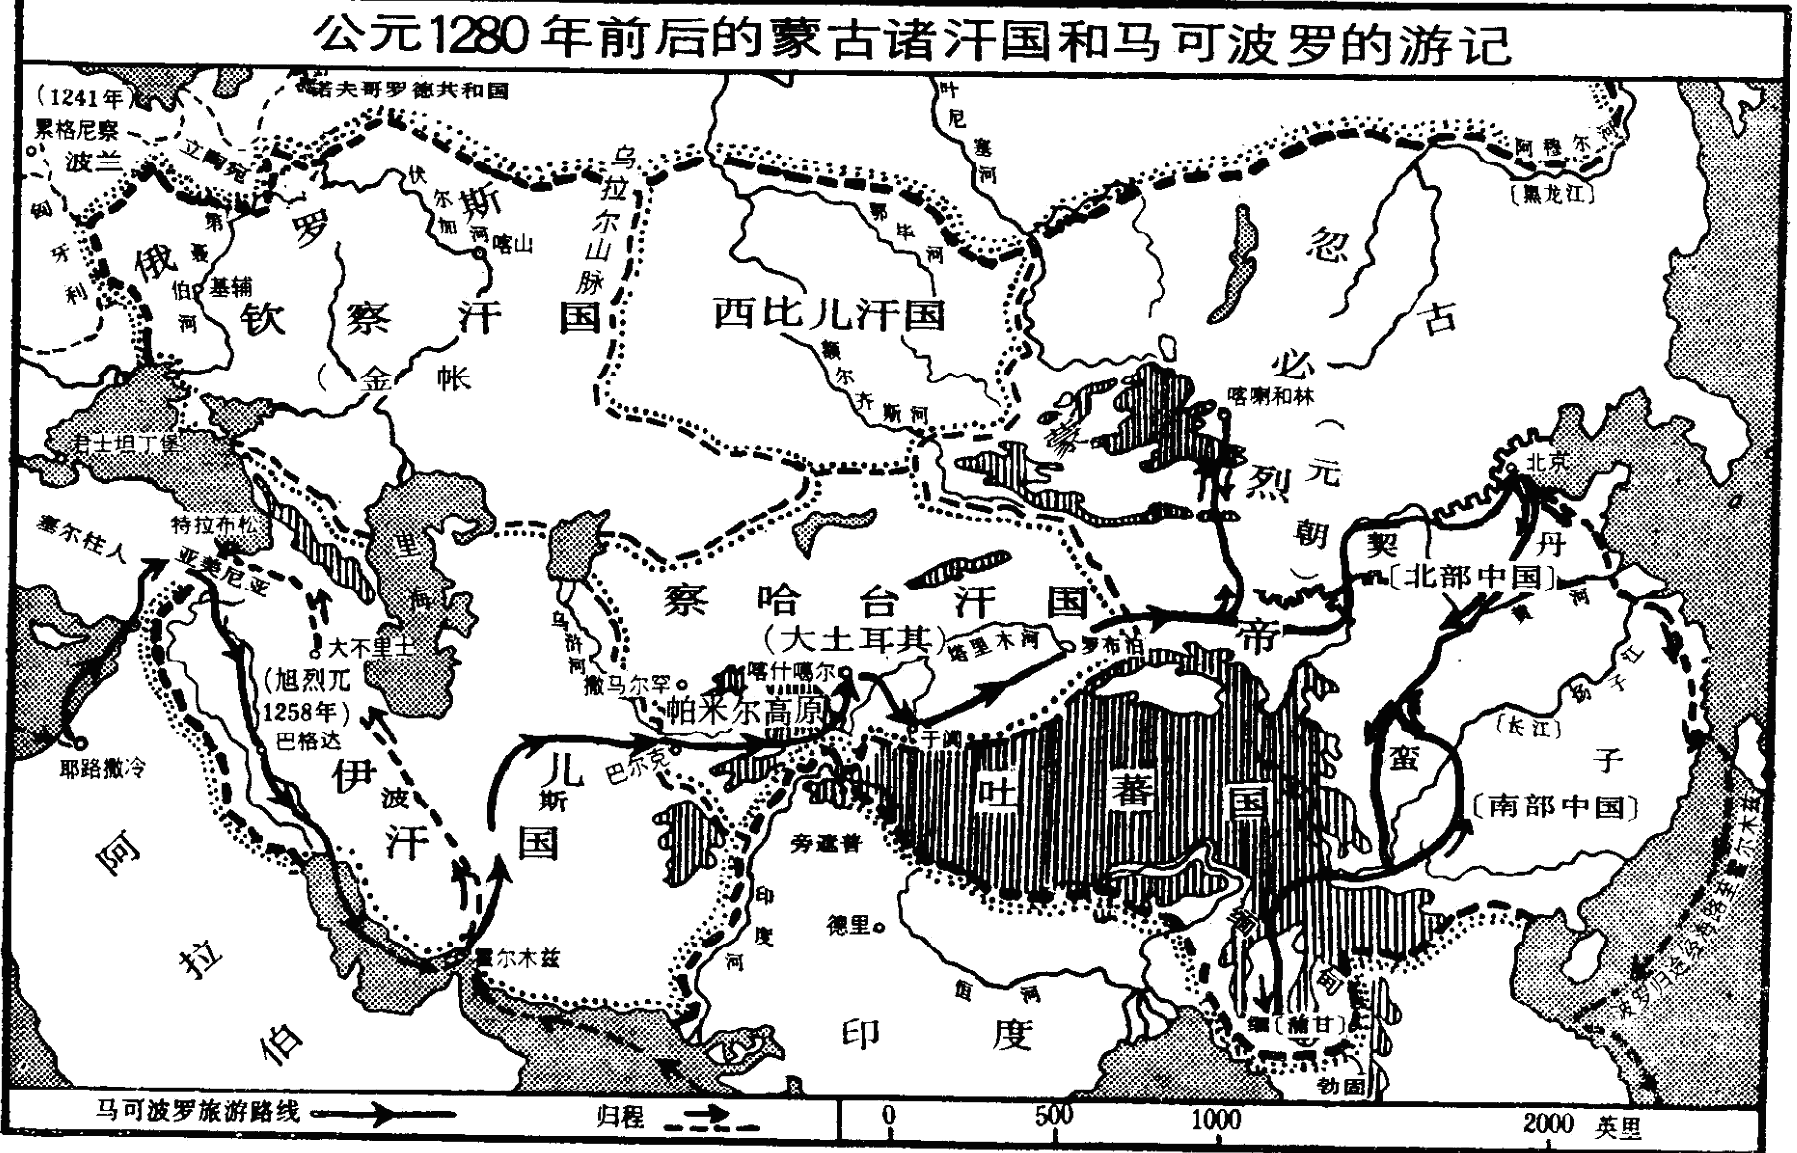 公元1280年前后的蒙古诸汗国和马可波罗的游记
诺夫哥罗德共和国
(1241年)
累格尼察
波兰
立陶宛
匈牙利
俄罗斯
第聂伯河
基辅
伏尔加河
喀山
乌拉尔山脉
叶尼塞河
鄂毕河
阿穆尔河
〔黑龙江〕
钦察汗国
(金帐
西比儿汗国
额尔齐斯河
忽必烈
蒙古
喀喇和林
(元朝)
帝国
北京
君士坦丁堡
特拉布松
塞尔柱人
亚美尼亚
里海
大不里士
(旭烈兀
1258年)
巴格达
耶路撒冷
阿拉伯
伊儿汗国
波斯
霍尔木兹
乌浒河
撒马尔罕
巴尔克
帕米尔高原
喀什噶尔
于阗
察哈台汗国
(大土耳其)
塔里木河
罗布泊
契丹
〔北部中国〕
黄河
扬子江
〔长江〕
蛮子
〔南部中国〕
吐蕃
旁遮普
印度河
德里
恒河
印度
缅甸
缅〔蒲甘〕
勃固
波罗归途经海路至霍尔木兹
马可波罗旅游路线
归程
0 500 1000 2000 英里